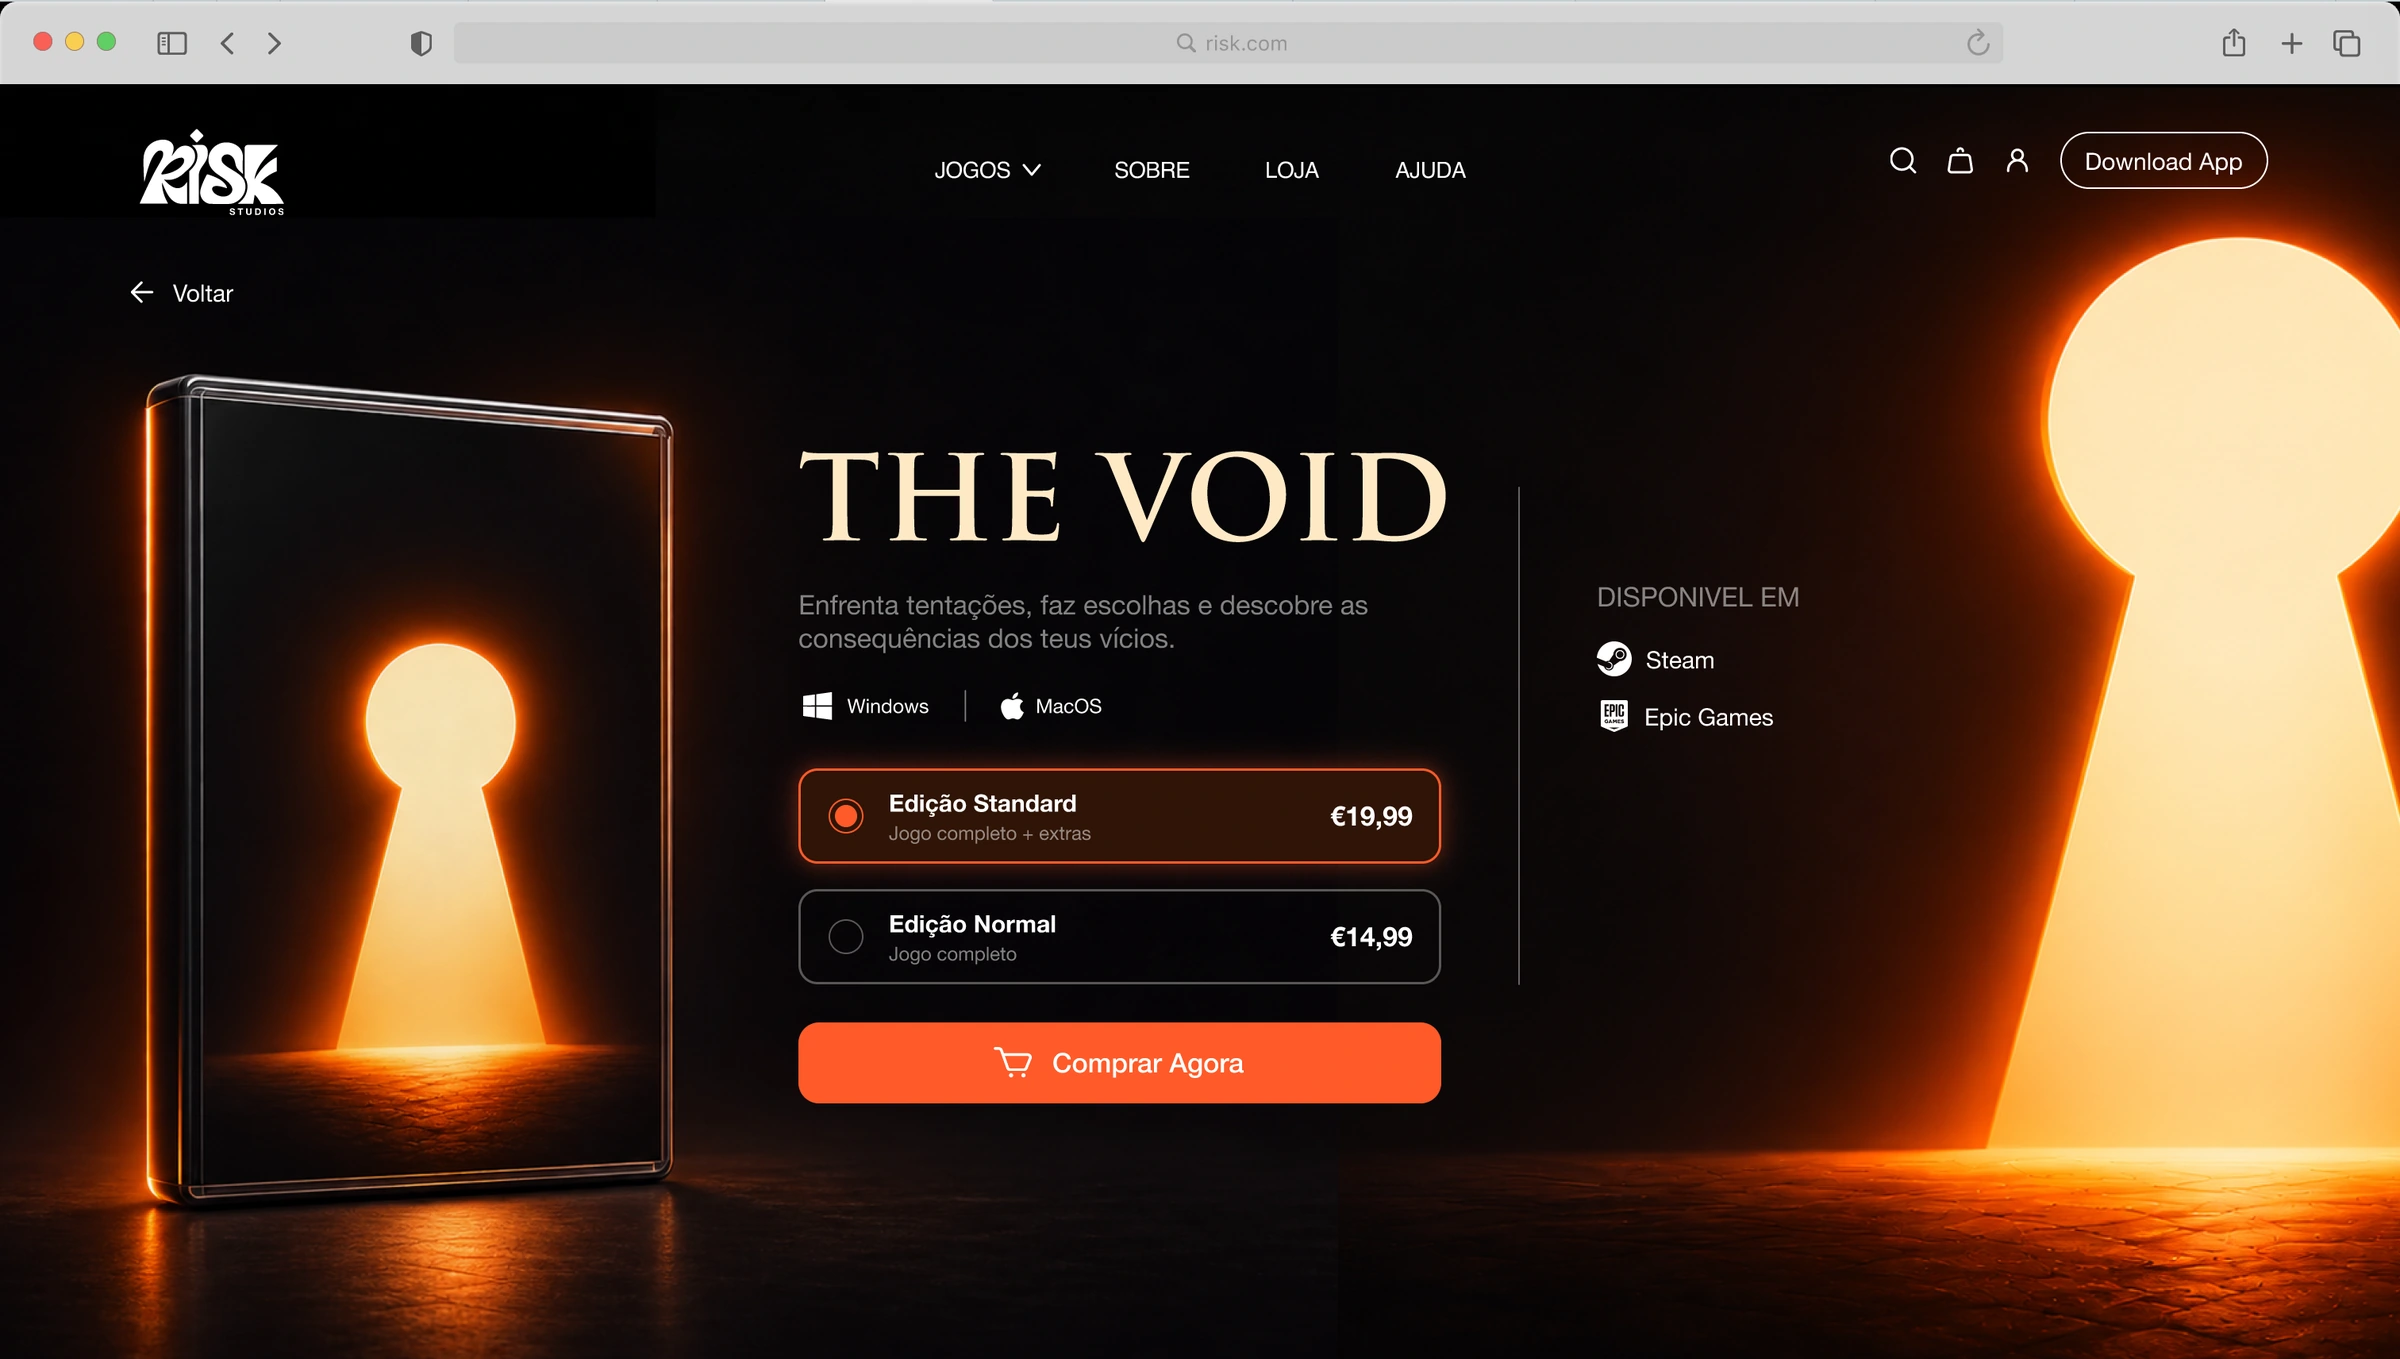 risk.com
RiSK
STUDIOS
JOGOS
SOBRE
LOJA
AJUDA
Download App
Voltar
THE VOID
Enfrenta tentações, faz escolhas e descobre as
consequências dos teus vícios.
Windows
MacOS
Edição Standard
Jogo completo + extras
€19,99
Edição Normal
Jogo completo
€14,99
Comprar Agora
DISPONIVEL EM
Steam
EPIC
GAMES
Epic Games